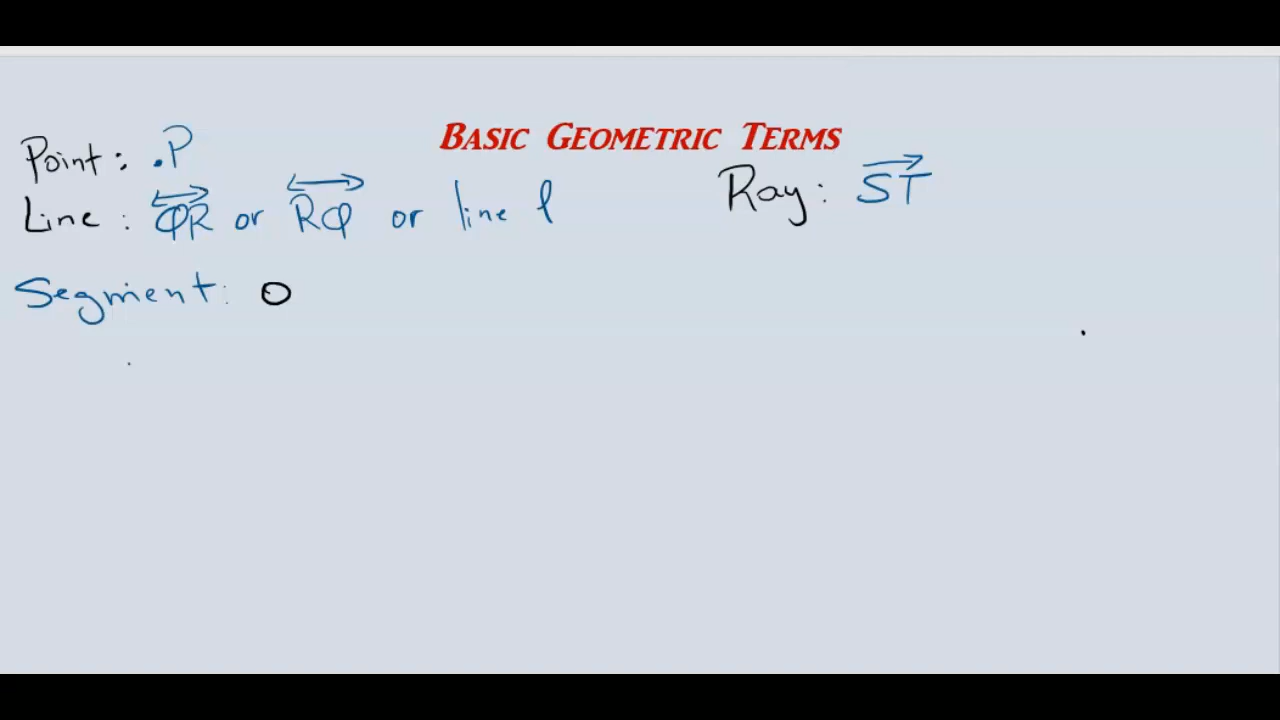 BASIC GEOMETRIC TERMS
Point: .P
Line: QR or RQ or line l
Ray: ST
Segment: O